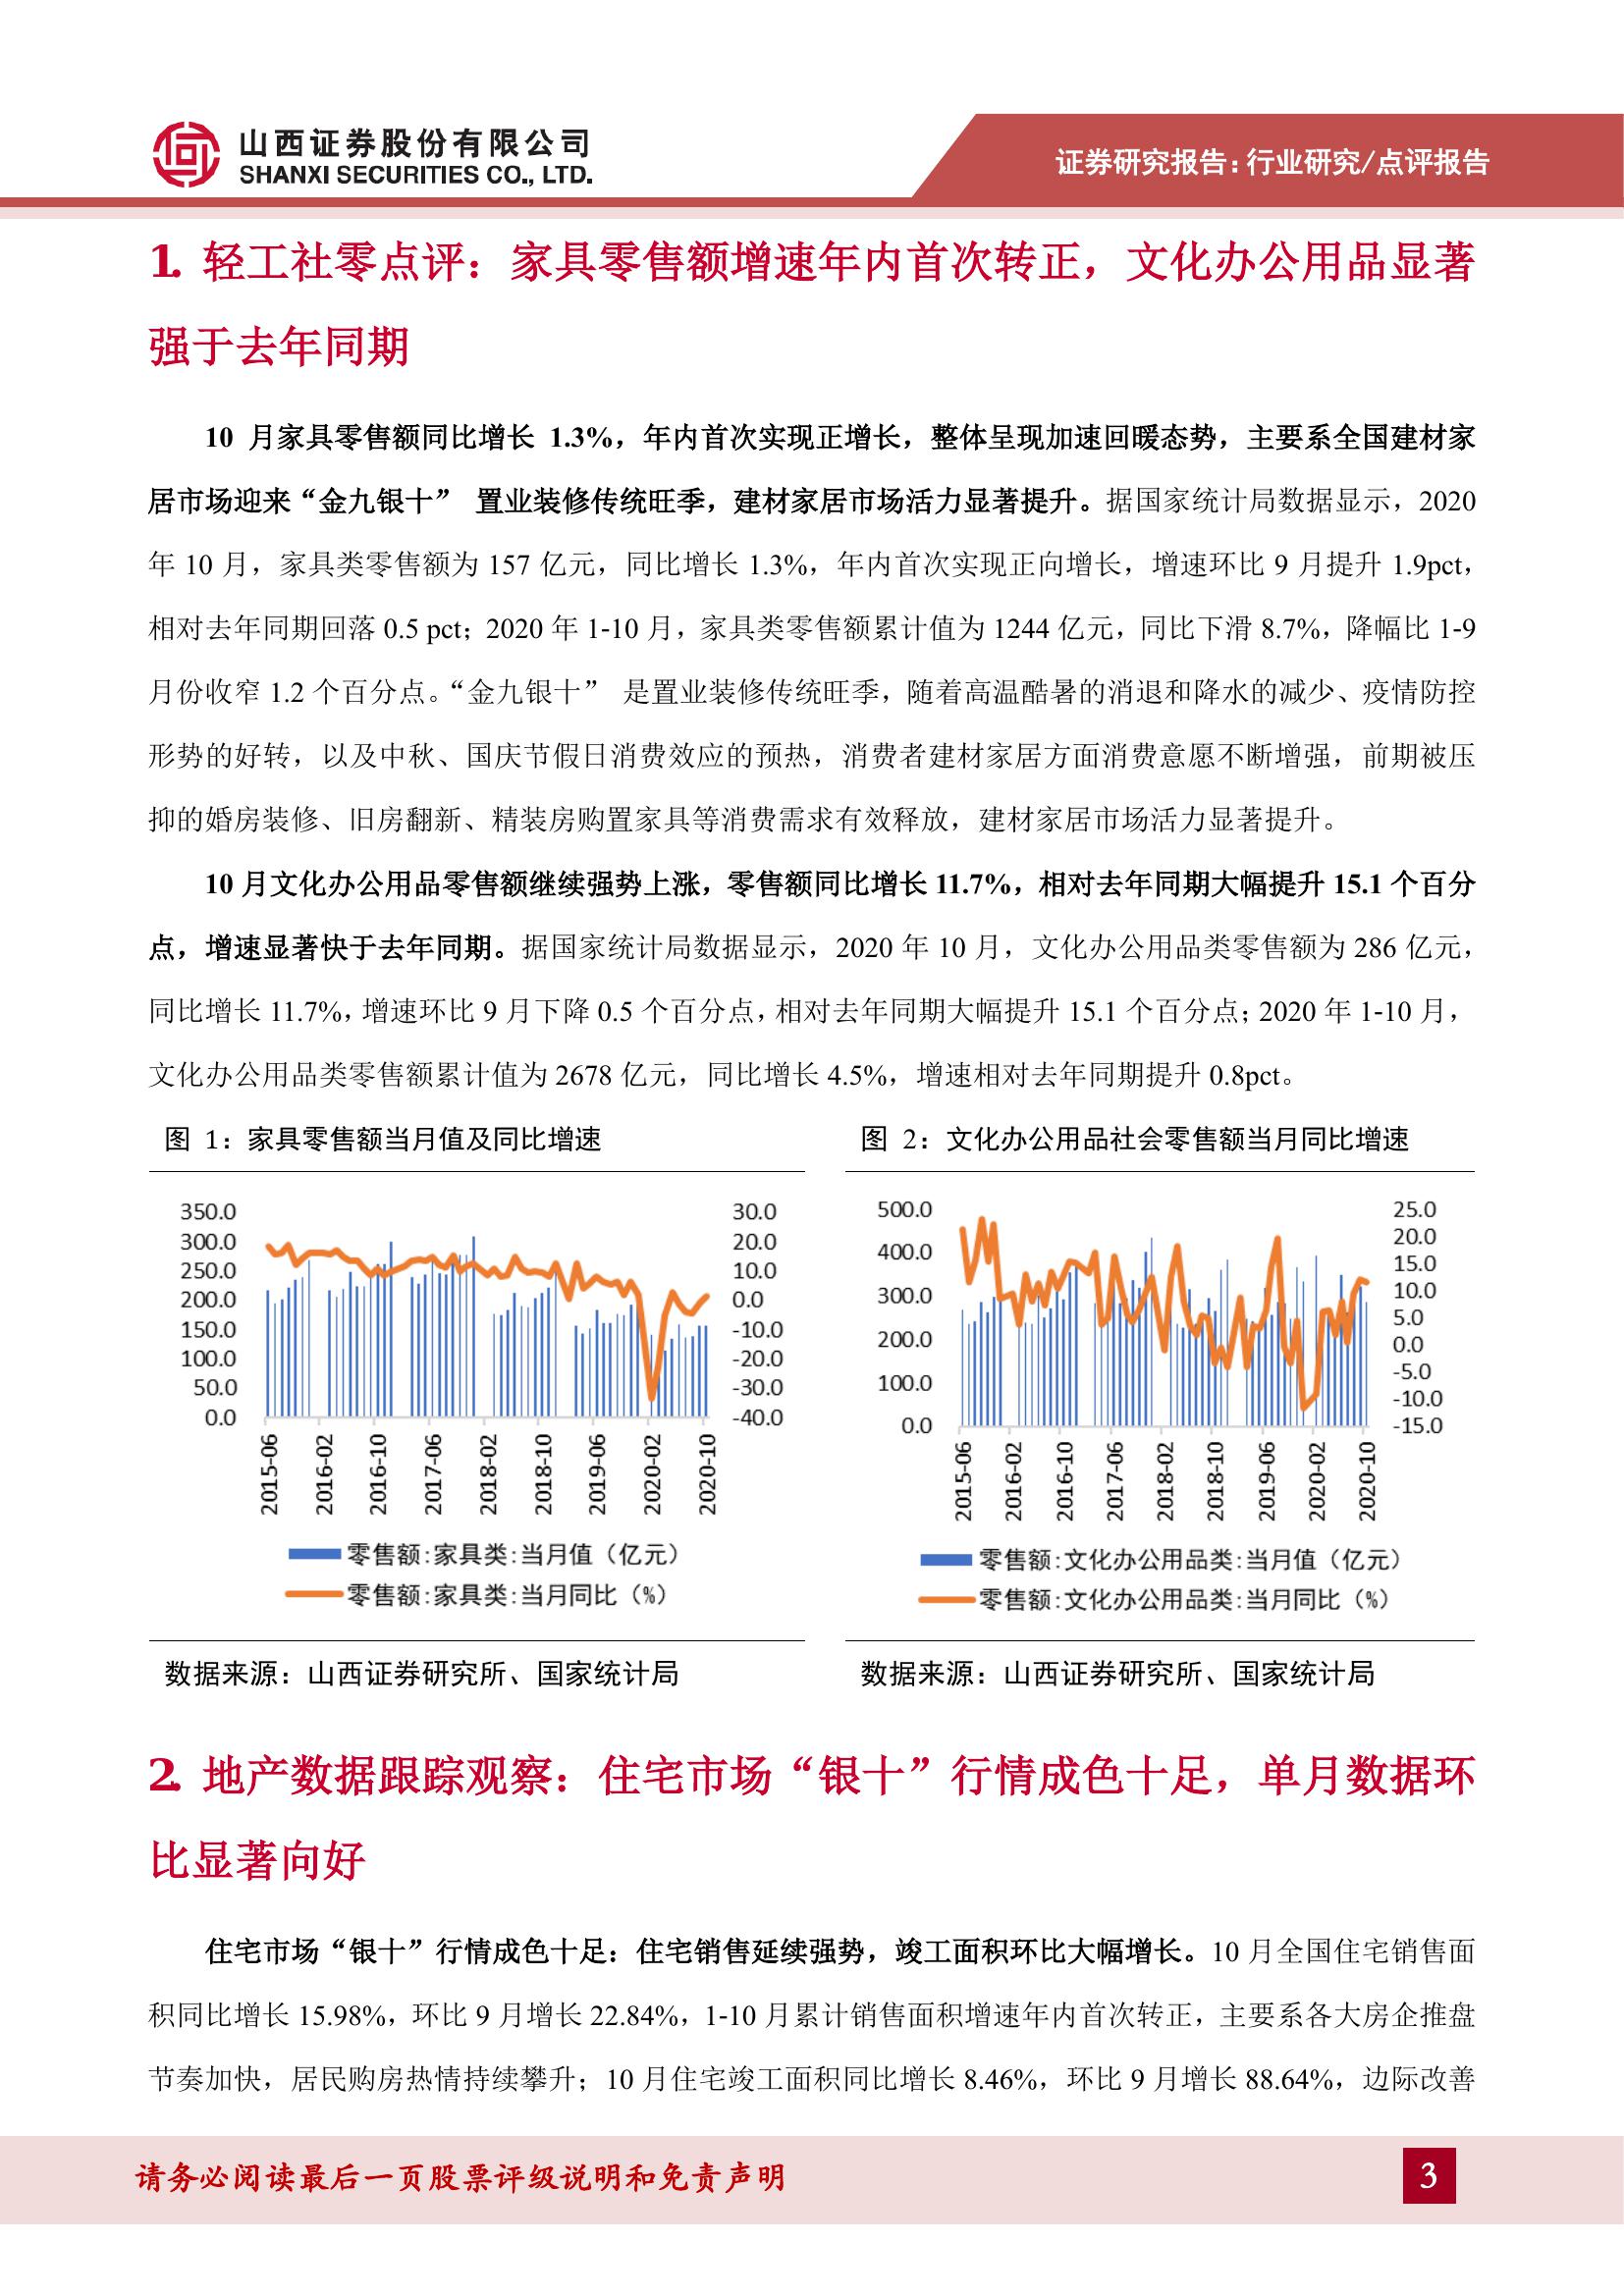 山西证券股份有限公司
SHANXI SECURITIES CO., LTD.
证券研究报告：行业研究/点评报告
1. 轻工社零点评：家具零售额增速年内首次转正，文化办公用品显著
强于去年同期
10 月家具零售额同比增长 1.3%，年内首次实现正增长，整体呈现加速回暖态势，主要系全国建材家
居市场迎来“金九银十” 置业装修传统旺季，建材家居市场活力显著提升。据国家统计局数据显示，2020
年 10 月，家具类零售额为 157 亿元，同比增长 1.3%，年内首次实现正向增长，增速环比 9 月提升 1.9pct，
相对去年同期回落 0.5 pct；2020 年 1-10 月，家具类零售额累计值为 1244 亿元，同比下滑 8.7%，降幅比 1-9
月份收窄 1.2 个百分点。“金九银十” 是置业装修传统旺季，随着高温酷暑的消退和降水的减少、疫情防控
形势的好转，以及中秋、国庆节假日消费效应的预热，消费者建材家居方面消费意愿不断增强，前期被压
抑的婚房装修、旧房翻新、精装房购置家具等消费需求有效释放，建材家居市场活力显著提升。
10 月文化办公用品零售额继续强势上涨，零售额同比增长 11.7%，相对去年同期大幅提升 15.1 个百分
点，增速显著快于去年同期。据国家统计局数据显示，2020 年 10 月，文化办公用品类零售额为 286 亿元，
同比增长 11.7%，增速环比 9 月下降 0.5 个百分点，相对去年同期大幅提升 15.1 个百分点；2020 年 1-10 月，
文化办公用品类零售额累计值为 2678 亿元，同比增长 4.5%，增速相对去年同期提升 0.8pct。
图 1：家具零售额当月值及同比增速
350.0
300.0
250.0
200.0
150.0
100.0
50.0
0.0
30.0
20.0
10.0
0.0
-10.0
-20.0
-30.0
-40.0
2015-06
2016-02
2016-10
2017-06
2018-02
2018-10
2019-06
2020-02
2020-10
零售额:家具类:当月值（亿元）
零售额:家具类:当月同比（%）
数据来源：山西证券研究所、国家统计局
图 2：文化办公用品社会零售额当月同比增速
500.0
400.0
300.0
200.0
100.0
0.0
25.0
20.0
15.0
10.0
5.0
0.0
-5.0
-10.0
-15.0
2015-06
2016-02
2016-10
2017-06
2018-02
2018-10
2019-06
2020-02
2020-10
零售额:文化办公用品类:当月值（亿元）
零售额:文化办公用品类:当月同比（%）
数据来源：山西证券研究所、国家统计局
2. 地产数据跟踪观察：住宅市场“银十”行情成色十足，单月数据环
比显著向好
住宅市场“银十”行情成色十足：住宅销售延续强势，竣工面积环比大幅增长。10 月全国住宅销售面
积同比增长 15.98%，环比 9 月增长 22.84%，1-10 月累计销售面积增速年内首次转正，主要系各大房企推盘
节奏加快，居民购房热情持续攀升；10 月住宅竣工面积同比增长 8.46%，环比 9 月增长 88.64%，边际改善
请务必阅读最后一页股票评级说明和免责声明
3